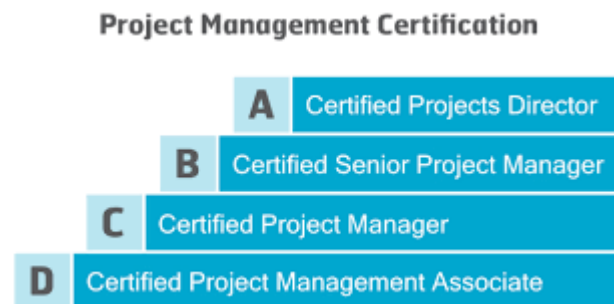 Project Management Certification
A Certified Projects Director
B Certified Senior Project Manager
C Certified Project Manager
D Certified Project Management Associate